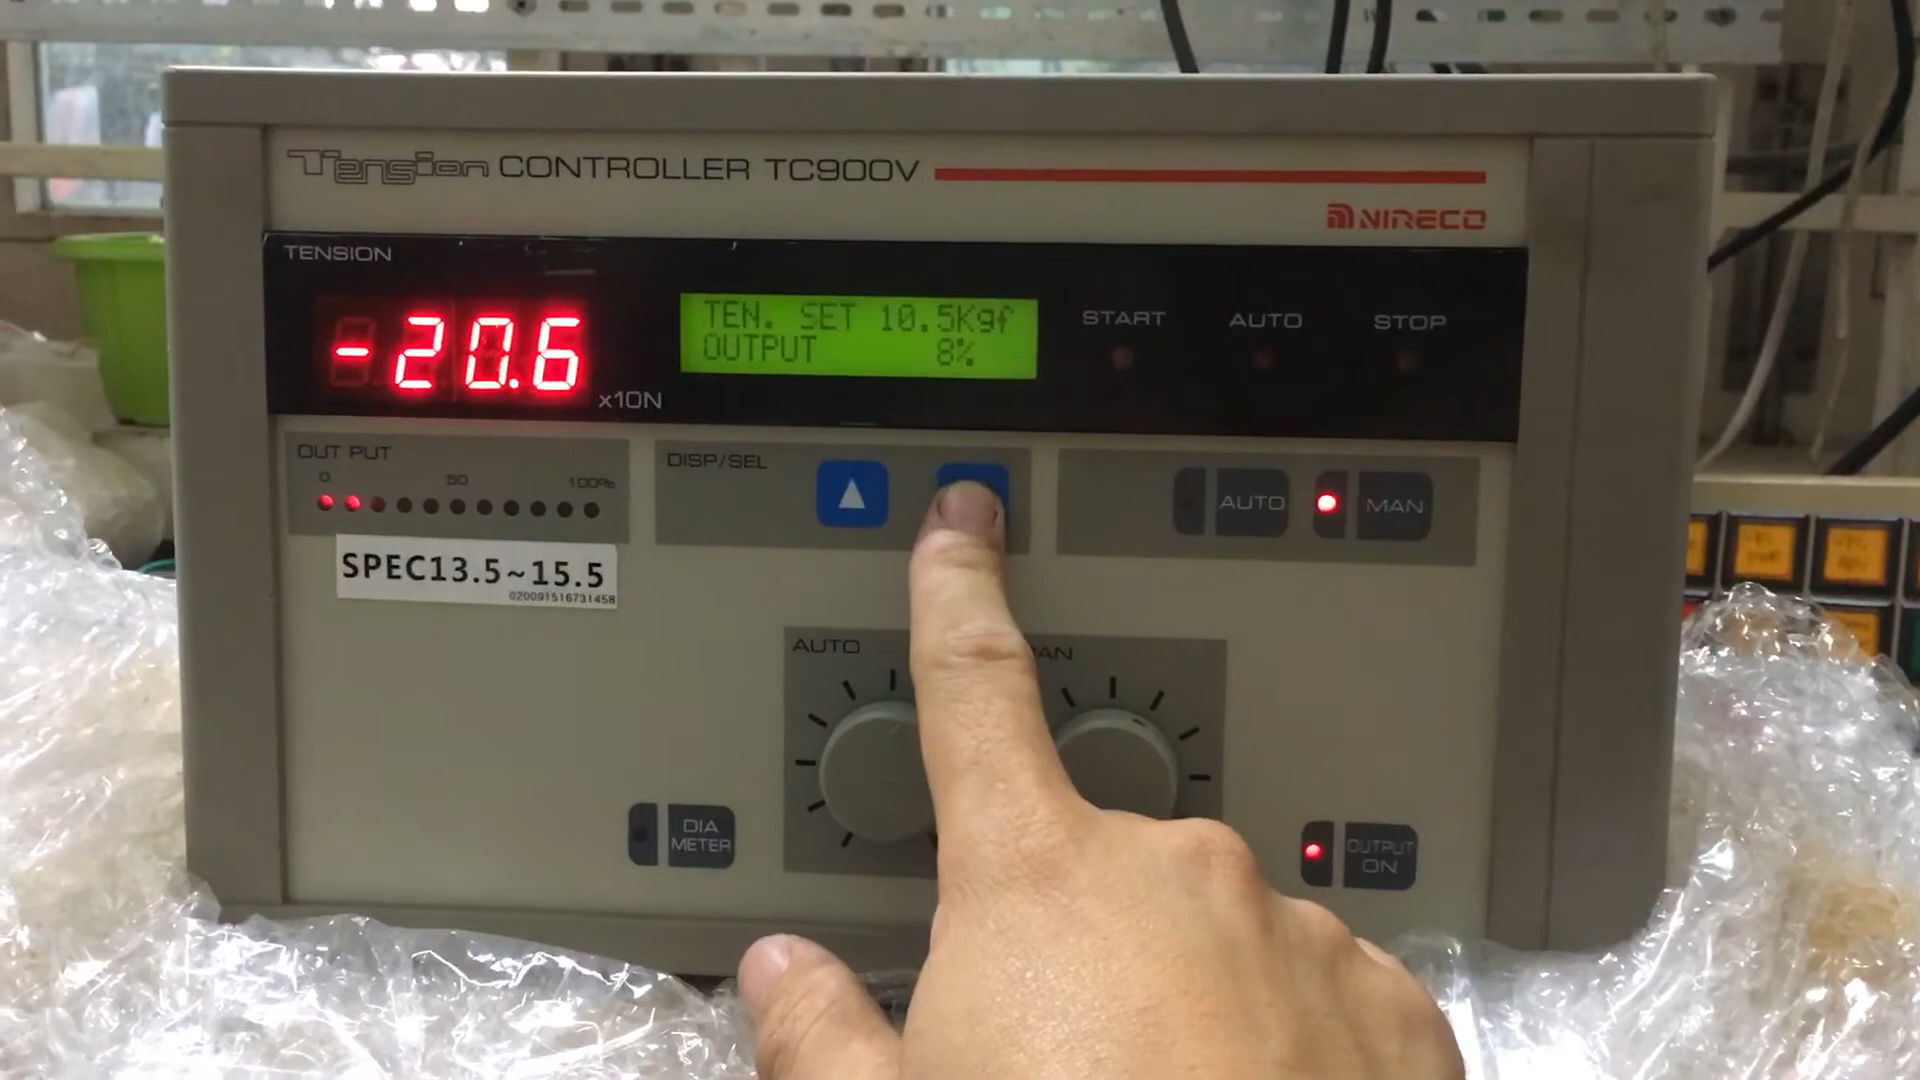 Tension CONTROLLER TC900V
NIRECO
TENSION
-20.6
x10N
TEN. SET 10.5Kgf
OUTPUT 8%
START
AUTO
STOP
OUT PUT
0 50 100%
DISP/SEL
AUTO
MAN
SPEC13.5~15.5
020091516731458
AUTO
DIA
METER
OUTPUT
ON